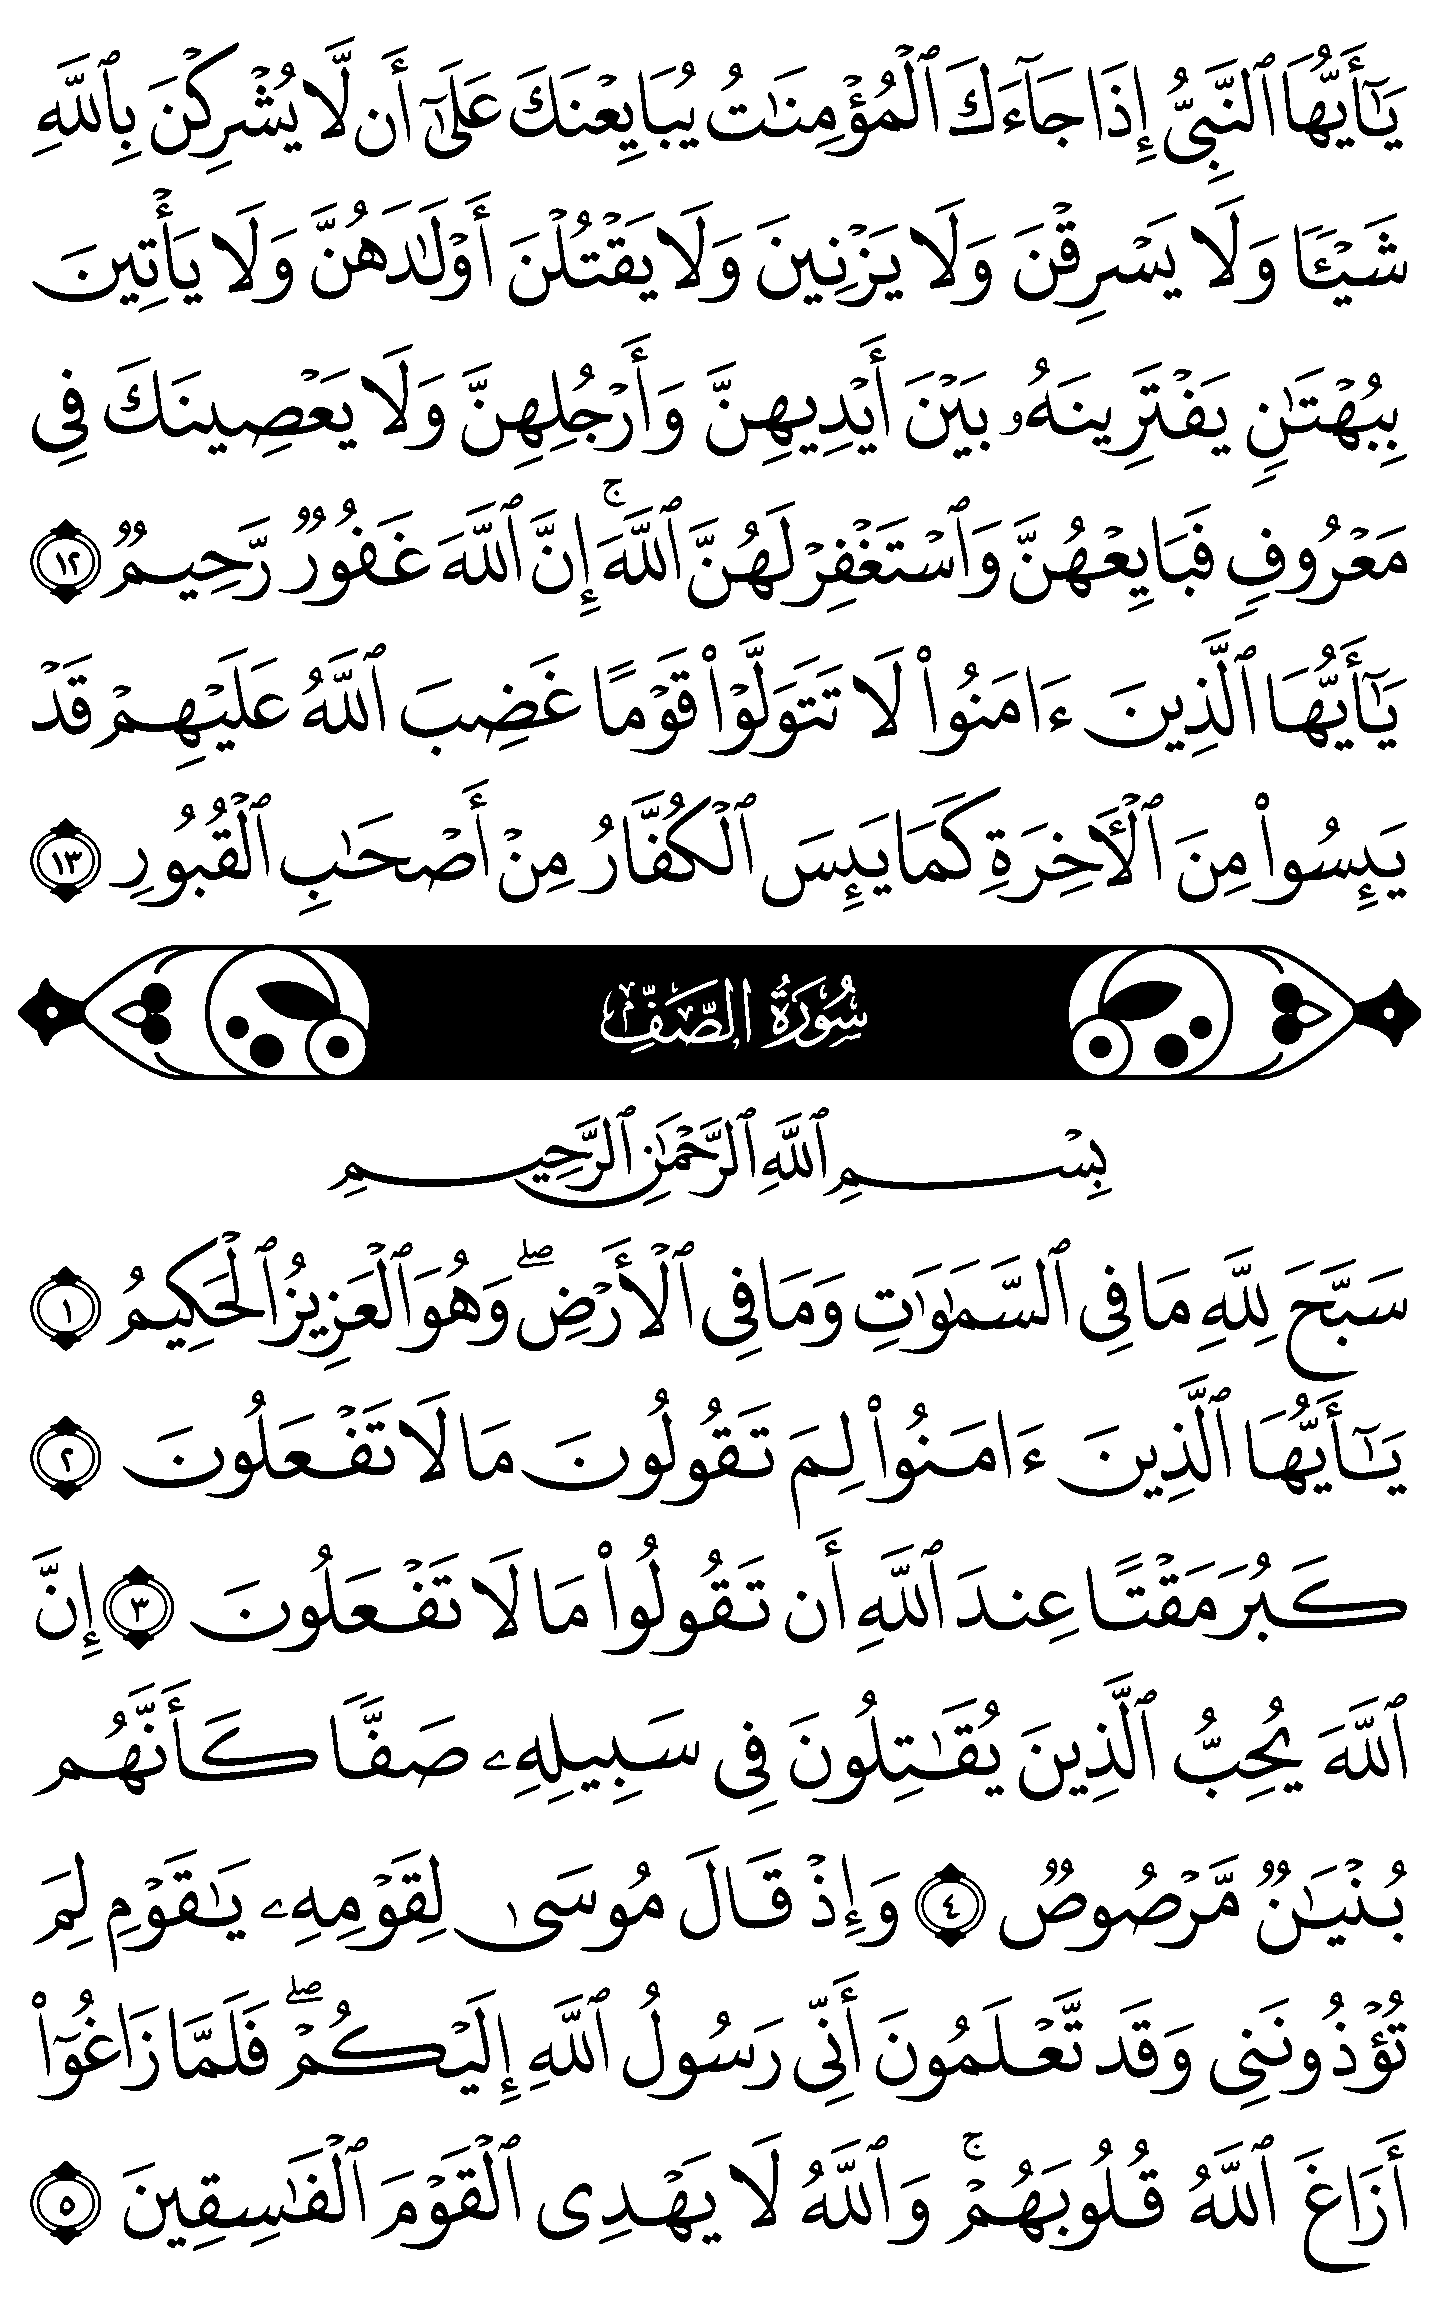 يَـٰٓأَيُّهَا ٱلنَّبِىُّ إِذَا جَآءَكَ ٱلْمُؤْمِنَـٰتُ يُبَايِعْنَكَ عَلَىٰٓ أَن لَّا يُشْرِكْنَ بِٱللَّهِ
شَيْـًٔا وَلَا يَسْرِقْنَ وَلَا يَزْنِينَ وَلَا يَقْتُلْنَ أَوْلَـٰدَهُنَّ وَلَا يَأْتِينَ
بِبُهْتَـٰنٍ يَفْتَرِينَهُۥ بَيْنَ أَيْدِيهِنَّ وَأَرْجُلِهِنَّ وَلَا يَعْصِينَكَ فِى
مَعْرُوفٍ فَبَايِعْهُنَّ وَٱسْتَغْفِرْ لَهُنَّ ٱللَّهَ ۚ إِنَّ ٱللَّهَ غَفُورٌ رَّحِيمٌ ١٢
يَـٰٓأَيُّهَا ٱلَّذِينَ ءَامَنُوا۟ لَا تَتَوَلَّوْا۟ قَوْمًا غَضِبَ ٱللَّهُ عَلَيْهِمْ قَدْ
يَئِسُوا۟ مِنَ ٱلْـَٔاخِرَةِ كَمَا يَئِسَ ٱلْكُفَّارُ مِنْ أَصْحَـٰبِ ٱلْقُبُورِ ١٣
سُورَةُ الصَّفِّ
بِسْمِ ٱللَّهِ ٱلرَّحْمَـٰنِ ٱلرَّحِيمِ
سَبَّحَ لِلَّهِ مَا فِى ٱلسَّمَـٰوَٰتِ وَمَا فِى ٱلْأَرْضِ ۖ وَهُوَ ٱلْعَزِيزُ ٱلْحَكِيمُ ١
يَـٰٓأَيُّهَا ٱلَّذِينَ ءَامَنُوا۟ لِمَ تَقُولُونَ مَا لَا تَفْعَلُونَ ٢
كَبُرَ مَقْتًا عِندَ ٱللَّهِ أَن تَقُولُوا۟ مَا لَا تَفْعَلُونَ ٣ إِنَّ
ٱللَّهَ يُحِبُّ ٱلَّذِينَ يُقَـٰتِلُونَ فِى سَبِيلِهِۦ صَفًّا كَأَنَّهُم
بُنْيَـٰنٌ مَّرْصُوصٌ ٤ وَإِذْ قَالَ مُوسَىٰ لِقَوْمِهِۦ يَـٰقَوْمِ لِمَ
تُؤْذُونَنِى وَقَد تَّعْلَمُونَ أَنِّى رَسُولُ ٱللَّهِ إِلَيْكُمْ ۖ فَلَمَّا زَاغُوٓا۟
أَزَاغَ ٱللَّهُ قُلُوبَهُمْ ۚ وَٱللَّهُ لَا يَهْدِى ٱلْقَوْمَ ٱلْفَـٰسِقِينَ ٥